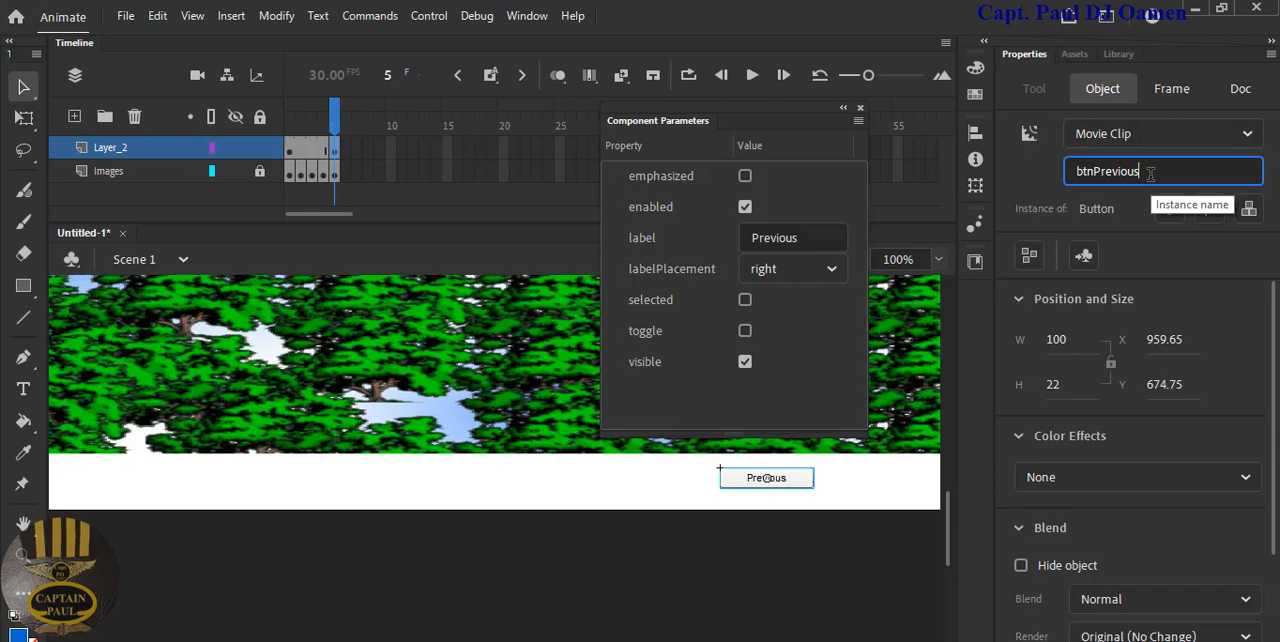 Animate File Edit View Insert Modify Text Commands Control Debug Window Help
Capt. Paul DJ Oamen
Timeline
30.00 FPS 5 F
5 10 15 20 25 55
Layer_2
Images
Untitled-1*
Scene 1
100%
Component Parameters
Property Value
emphasized
enabled
label Previous
labelPlacement right
selected
toggle
visible
Previous
1
Properties Assets Library
Tool Object Frame Doc
Movie Clip
btnPrevious
Instance name
Instance of: Button
Position and Size
W 100 X 959.65
H 22 Y 674.75
Color Effects
None
Blend
Hide object
Blend Normal
Render Original (No Change)
Capt
PO
CAPTAIN
PAUL